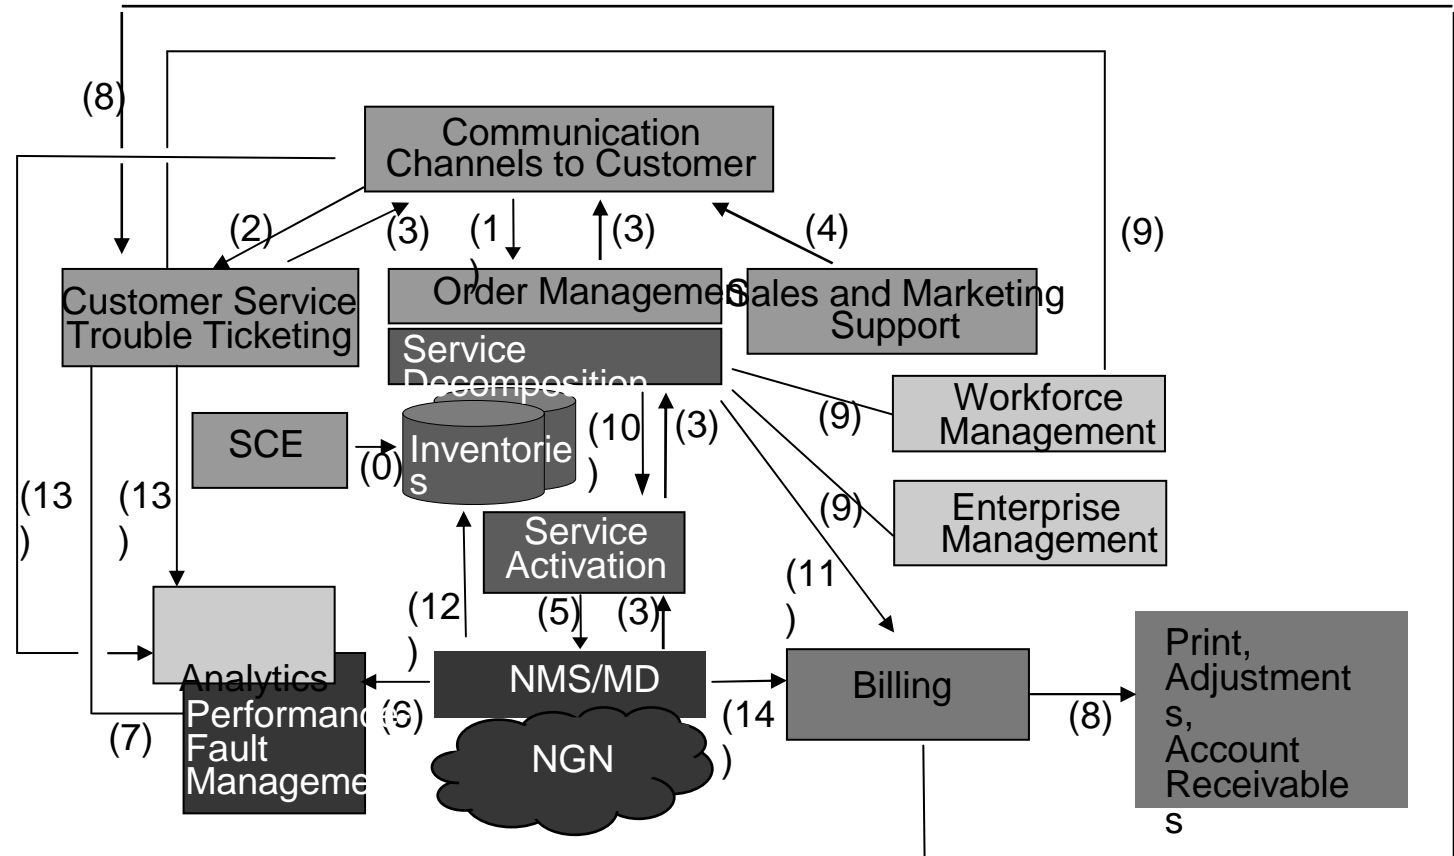 (8)
Communication
Channels to Customer
(2)
(3)
(1
)
(3)
(4)
(9)
Customer Service
Trouble Ticketing
Order Managemen
Sales and Marketing
Support
Service
Decomposition
Workforce
Management
(9)
SCE
(0)
Inventorie
s
(10
)
(3)
(13
)
(13
)
Enterprise
Management
(9)
Service
Activation
(11
)
(12
)
(5)
(3)
Print,
Adjustment
s,
Account
Receivable
s
Analytics
Performanc
Fault
Manageme
(7)
(6)
NMS/MD
NGN
(14
)
Billing
(8)